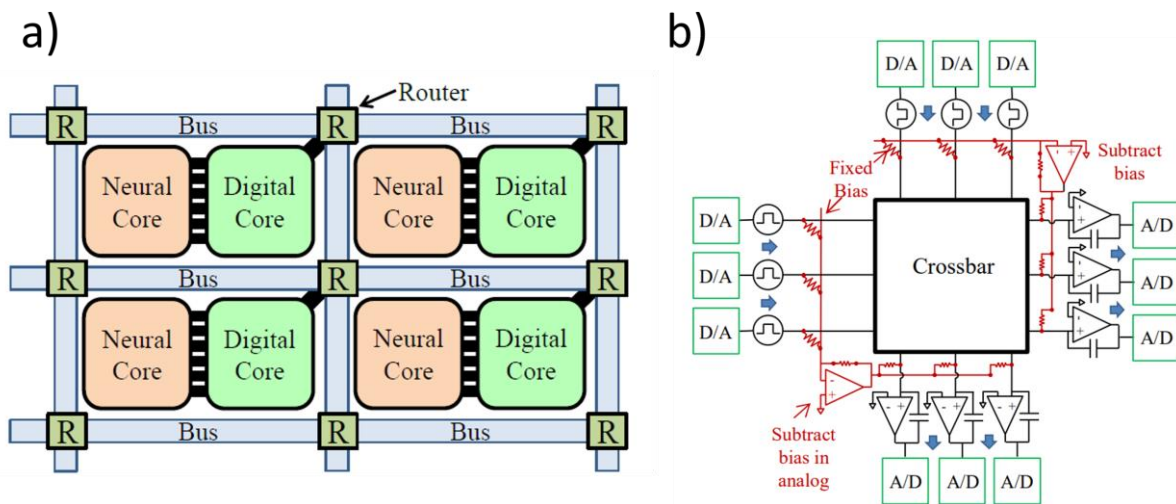 a)
Router
R
Bus
R
Bus
R
Neural
Core
Digital
Core
Neural
Core
Digital
Core
R
Bus
R
Bus
R
Neural
Core
Digital
Core
Neural
Core
Digital
Core
R
Bus
R
Bus
R
b)
D/A
D/A
D/A
Fixed
Bias
Subtract
bias
D/A
D/A
D/A
-
+
-
+
-
+
-
+
A/D
A/D
A/D
Crossbar
-
+
Subtract
bias in
analog
-
+
-
+
-
+
A/D
A/D
A/D